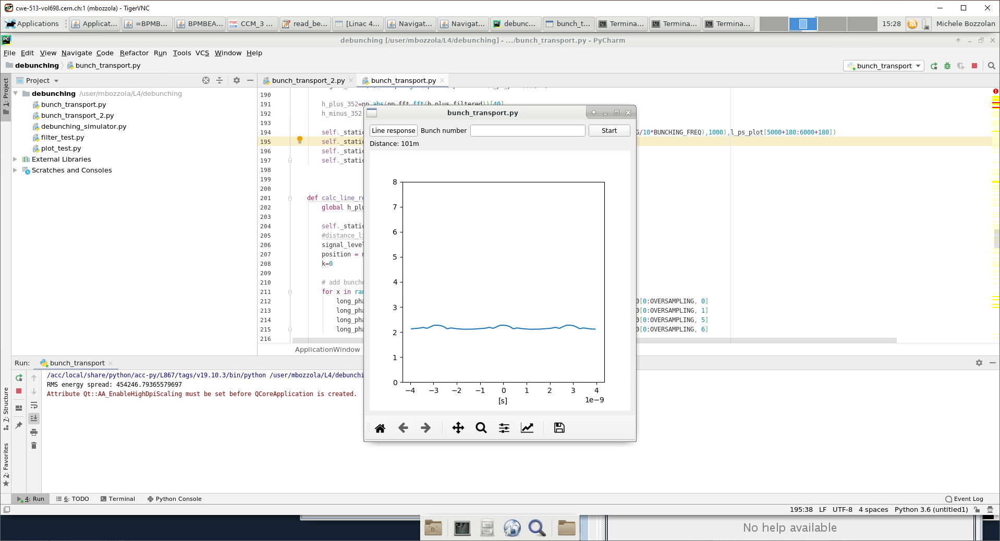 cwe-513-vol698.cern.ch:1 (mbozzola) - TigerVNC
Applications
Applicat...
=BPMB...
BPMBEA...
PSBC CCM
CCM_3 ...
read_be...
[Linac 4...
Navigat...
Navigat...
debunc...
bunch_t...
Termina...
Termina...
Termina...
15:28
Michele Bozzolan
debunching [/user/mbozzola/L4/debunching] - .../bunch_transport.py - PyCharm
File Edit View Navigate Code Refactor Run Tools VCS Window Help
debunching
bunch_transport.py
bunch_transport
1: Project
Project
debunching /user/mbozzola/L4/debunching
bunch_transport.py
bunch_transport_2.py
debunching_simulator.py
filter_test.py
plot_test.py
External Libraries
Scratches and Consoles
bunch_transport_2.py
bunch_transport.py
190
191 h_plus_352=np.abs(np.fft.fft(h_plus_filtered))[40]
192 h_minus_352
193
194 self._static G/10*BUNCHING_FREQ),1000),l_ps_plot[5000+180:6000+180])
195 self._static
196 self._static
197 self._static
198
199
200
201 def calc_line_re
202 global h_plu
203
204 self._static
205 #distance_li
206 signal_level
207 position = n
208 k=0
209
210 # add bunche
211 for x in ran
212 long_pha 0[0:OVERSAMPLING, 0]
213 long_pha 0[0:OVERSAMPLING, 1]
214 long_pha 0[0:OVERSAMPLING, 5]
215 long_pha 0[0:OVERSAMPLING, 6]
216
ApplicationWindow
bunch_transport.py
Line response
Bunch number
Start
Distance: 101m
8
7
6
5
4
3
2
1
0
−4 −3 −2 −1 0 1 2 3 4
[s]
1e−9
Run: bunch_transport
/acc/local/share/python/acc-py/L867/tags/v19.10.3/bin/python /user/mbozzola/L4/debunchi
RMS energy spread: 454246.79365579697
Attribute Qt::AA_EnableHighDpiScaling must be set before QCoreApplication is created.
7: Structure
2: Favorites
4: Run
6: TODO
Terminal
Python Console
Event Log
195:38 LF UTF-8 4 spaces Python 3.6 (untitled1)
No help available